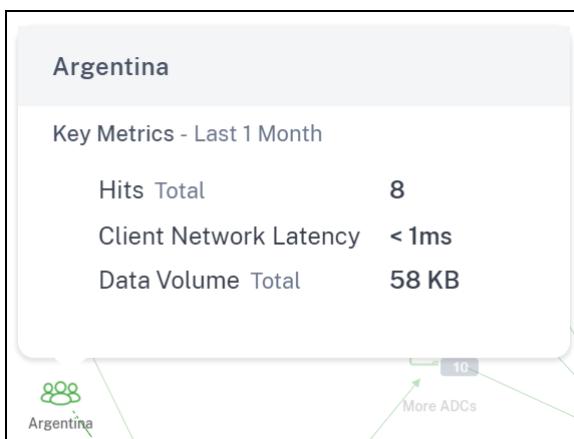 Argentina
Key Metrics - Last 1 Month
Hits Total 8
Client Network Latency < 1ms
Data Volume Total 58 KB
10
More ADCs
Argentina